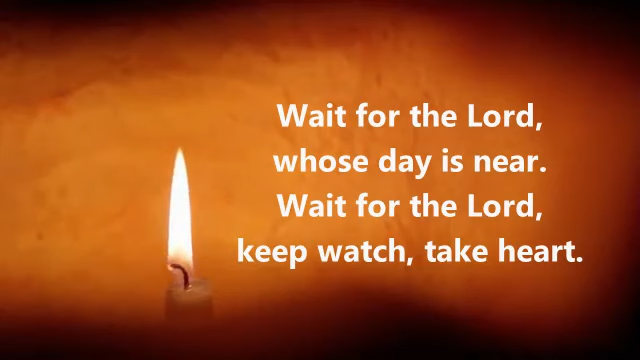 Wait for the Lord,
whose day is near.
Wait for the Lord,
keep watch, take heart.